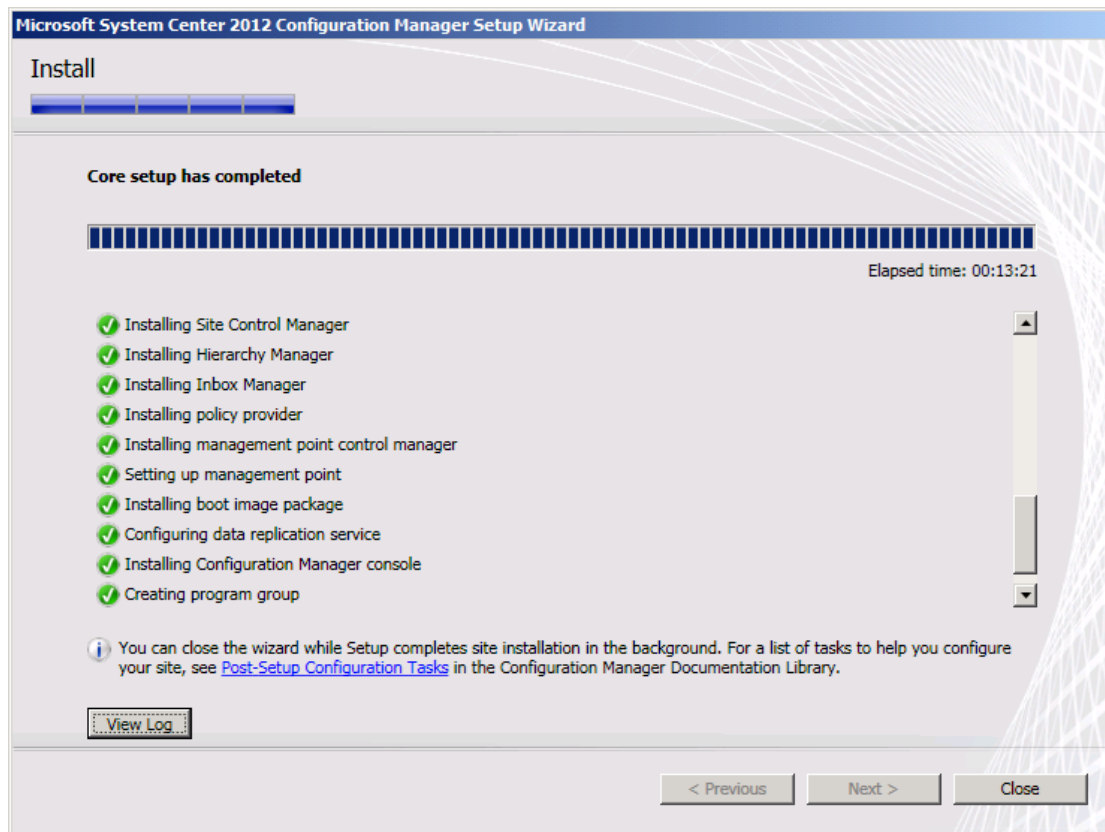 Microsoft System Center 2012 Configuration Manager Setup Wizard
Install
Core setup has completed
Elapsed time: 00:13:21
Installing Site Control Manager
Installing Hierarchy Manager
Installing Inbox Manager
Installing policy provider
Installing management point control manager
Setting up management point
Installing boot image package
Configuring data replication service
Installing Configuration Manager console
Creating program group
You can close the wizard while Setup completes site installation in the background. For a list of tasks to help you configure
your site, see Post-Setup Configuration Tasks in the Configuration Manager Documentation Library.
View Log
< Previous
Next >
Close